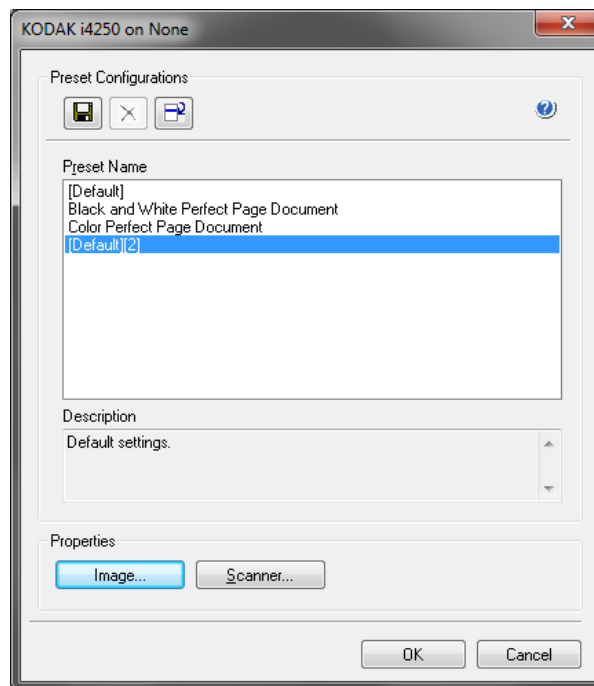 KODAK i4250 on None
Preset Configurations
Preset Name
[Default]
Black and White Perfect Page Document
Color Perfect Page Document
[Default][2]
Description
Default settings.
Properties
Image...
Scanner...
OK
Cancel